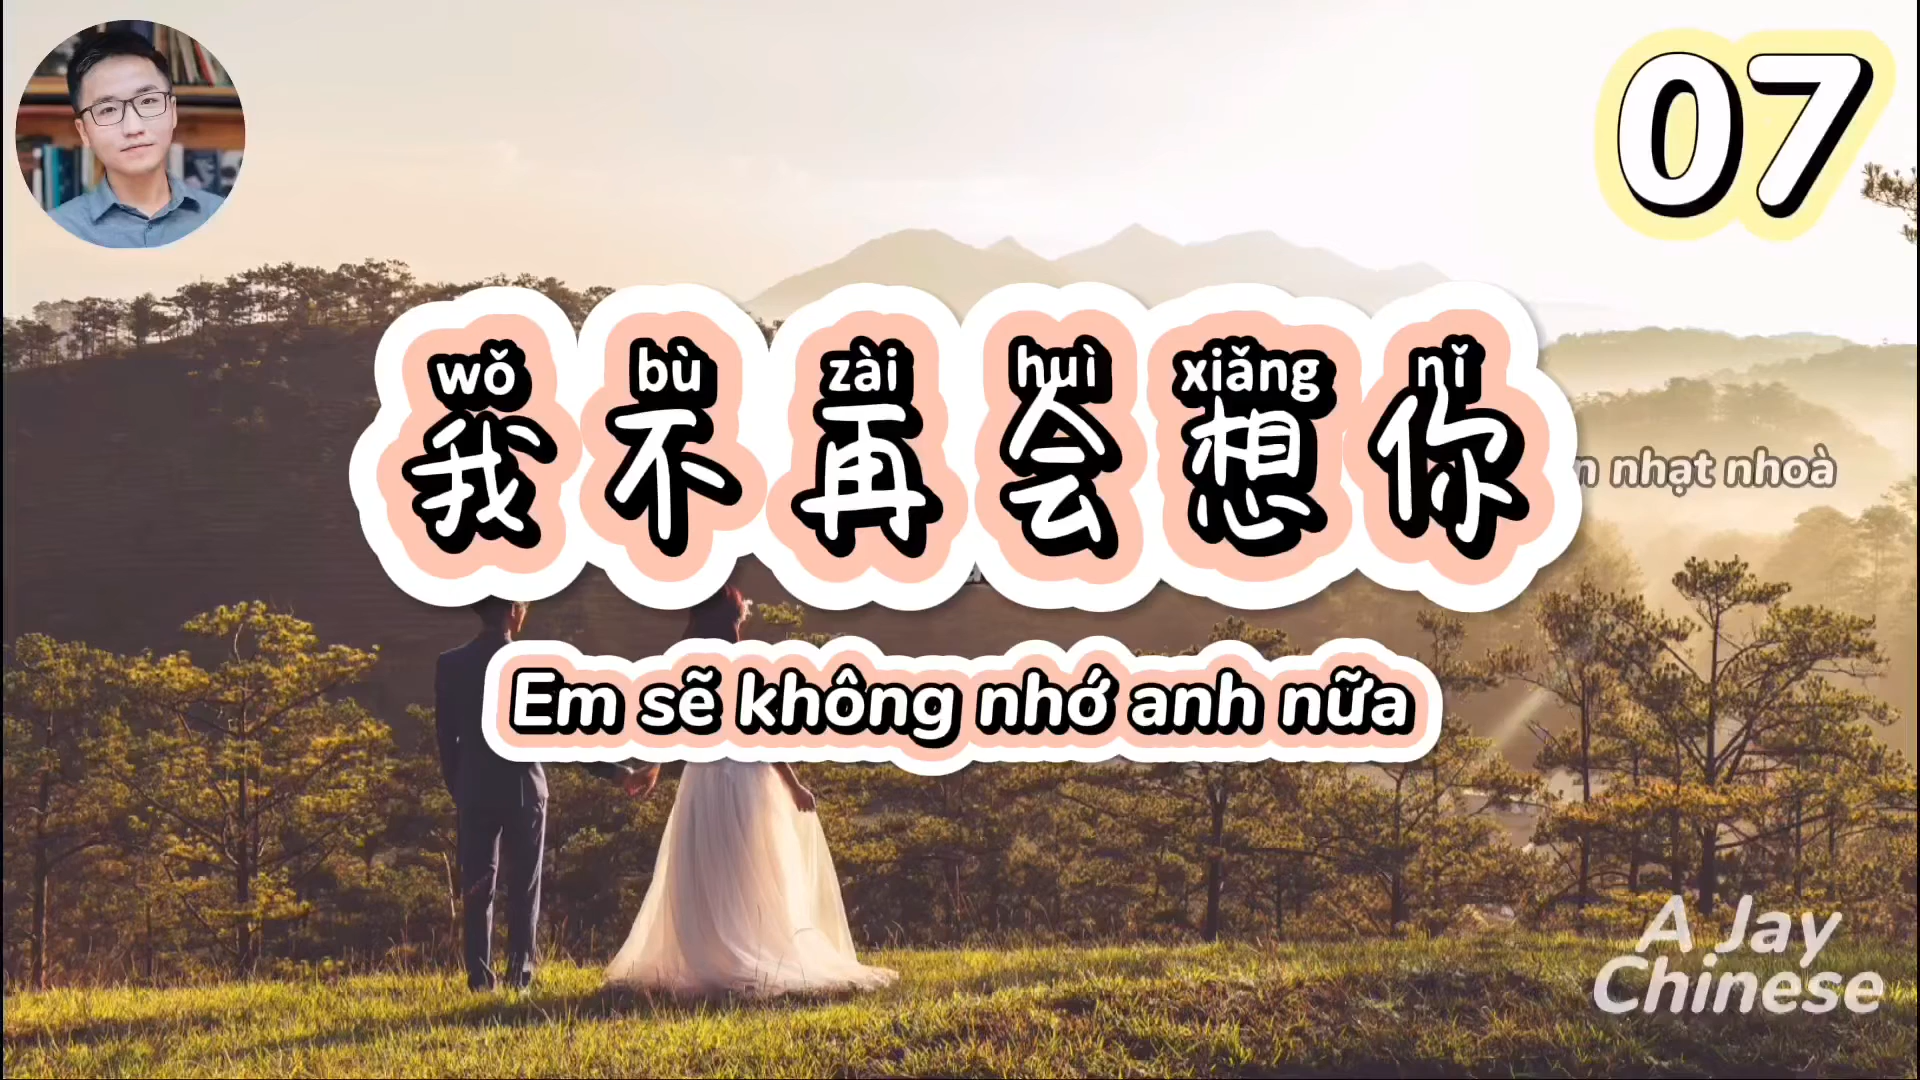 07
wǒ bù zài huì xiǎng nǐ
我不再会想你
nhạt nhoà
Em sẽ không nhớ anh nữa
A Jay
Chinese